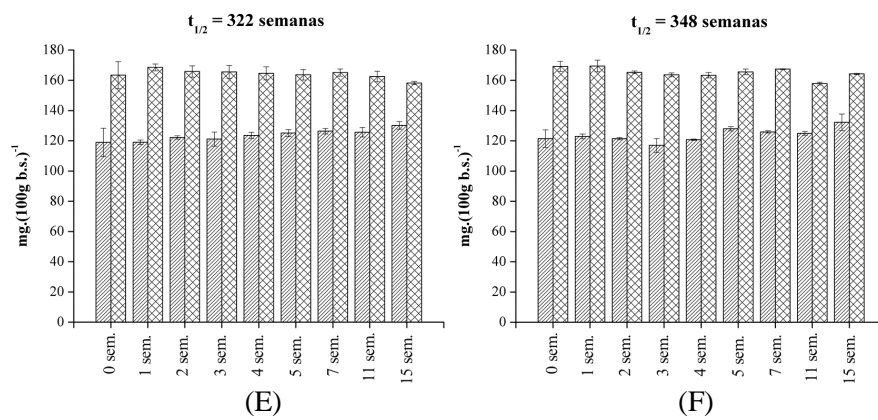 t1/2 = 322 semanas
mg.(100g b.s.)-1
180
160
140
120
100
80
60
40
20
0
0 sem.
1 sem.
2 sem.
3 sem.
4 sem.
5 sem.
7 sem.
11 sem.
15 sem.
(E)
t1/2 = 348 semanas
mg.(100g b.s.)-1
180
160
140
120
100
80
60
40
20
0
0 sem.
1 sem.
2 sem.
3 sem.
4 sem.
5 sem.
7 sem.
11 sem.
15 sem.
(F)